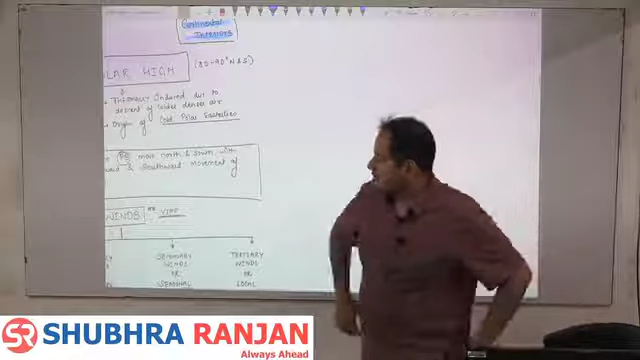 Continental
Interiors
LAR HIGH (80-90° N & S)
Thermally Induced due to
descent of colder denser air
Origin of Cold Polar Easterlies
move north & south with
& Southward Movement of
WINDS VIMP
SECONDARY
WINDS
OR
SEASONAL
TERTIARY
WINDS
OR
LOCAL
SR SHUBHRA RANJAN
Always Ahead